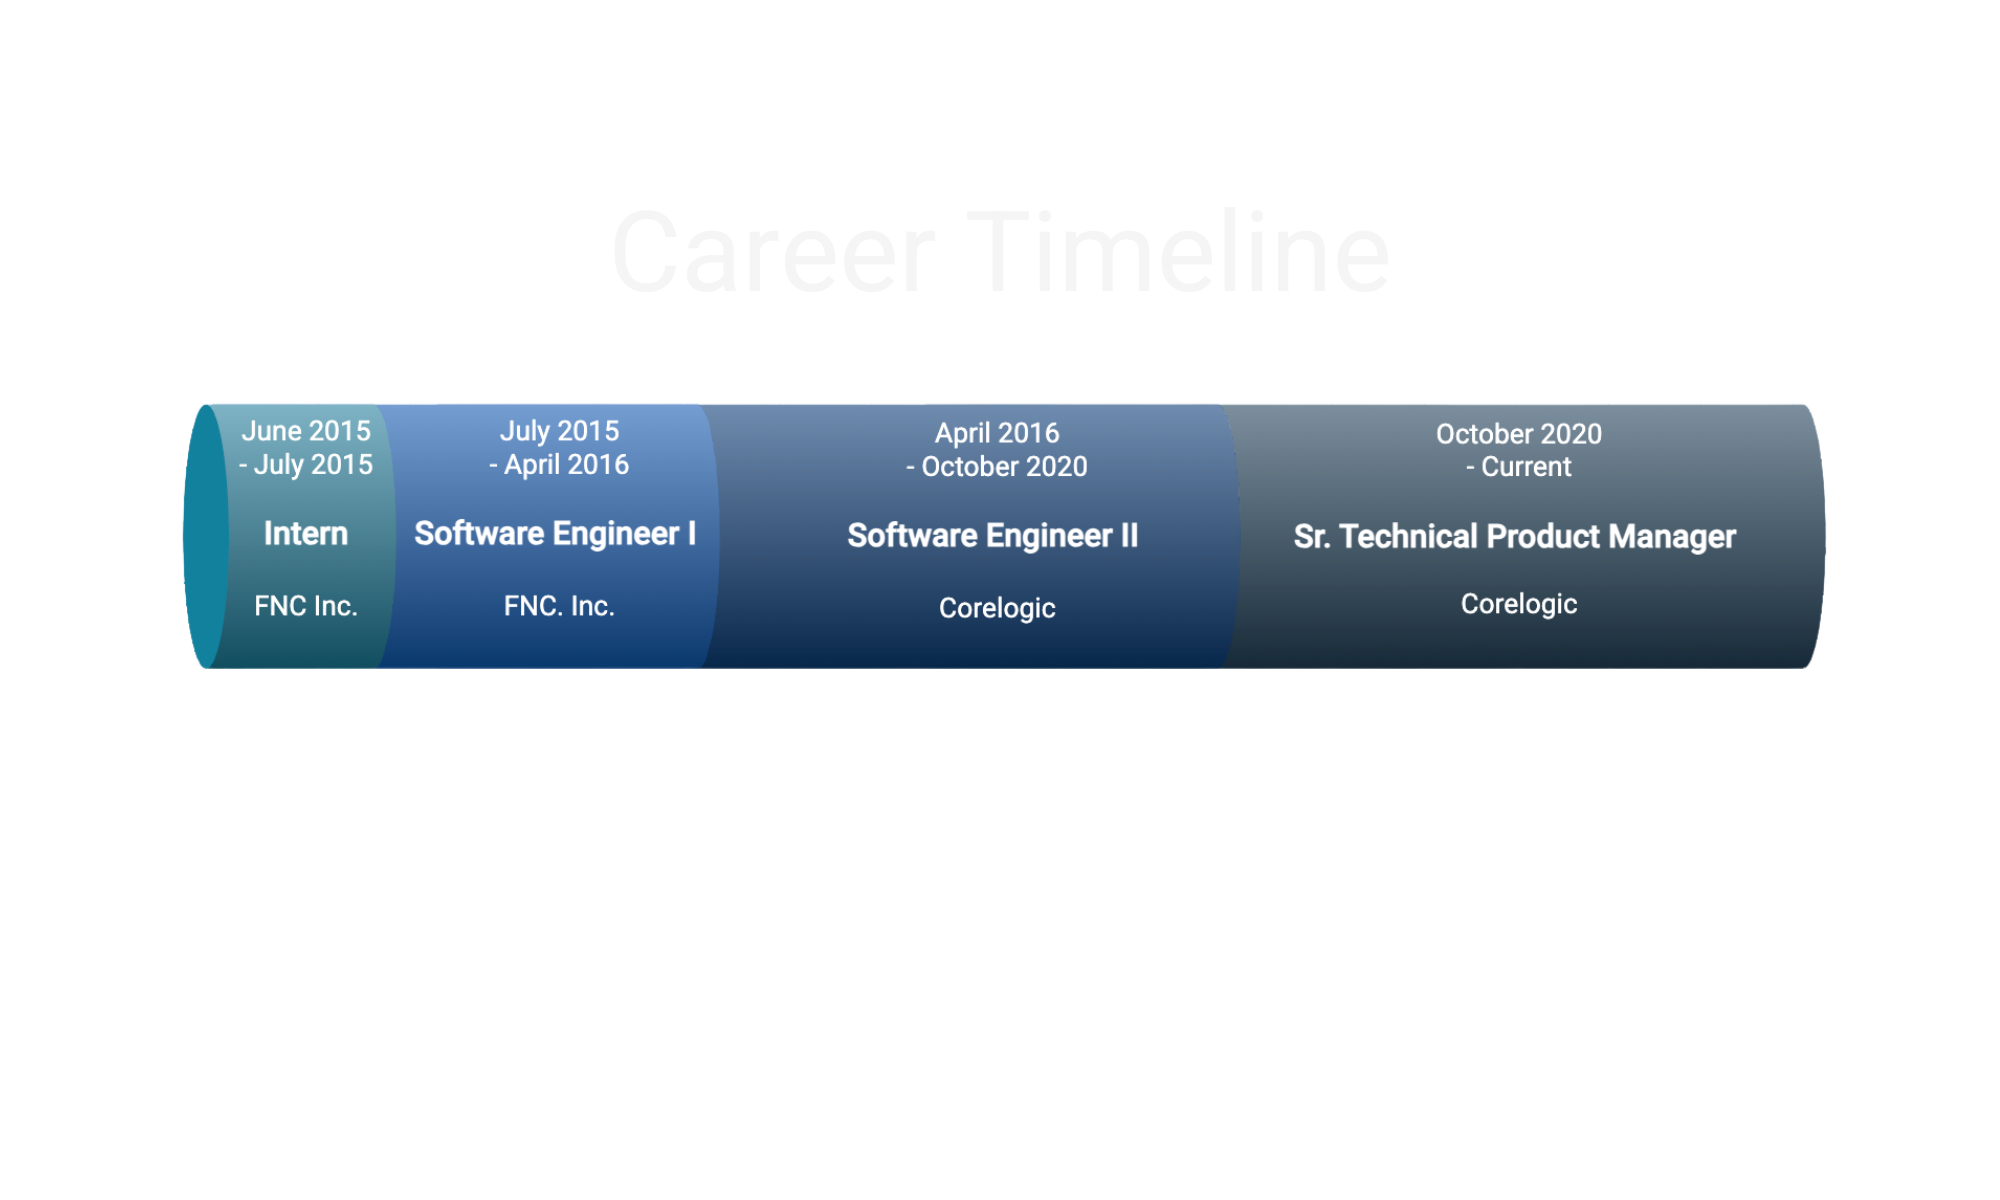 Career Timeline
June 2015
- July 2015
Intern
FNC Inc.
July 2015
- April 2016
Software Engineer I
FNC. Inc.
April 2016
- October 2020
Software Engineer II
Corelogic
October 2020
- Current
Sr. Technical Product Manager
Corelogic